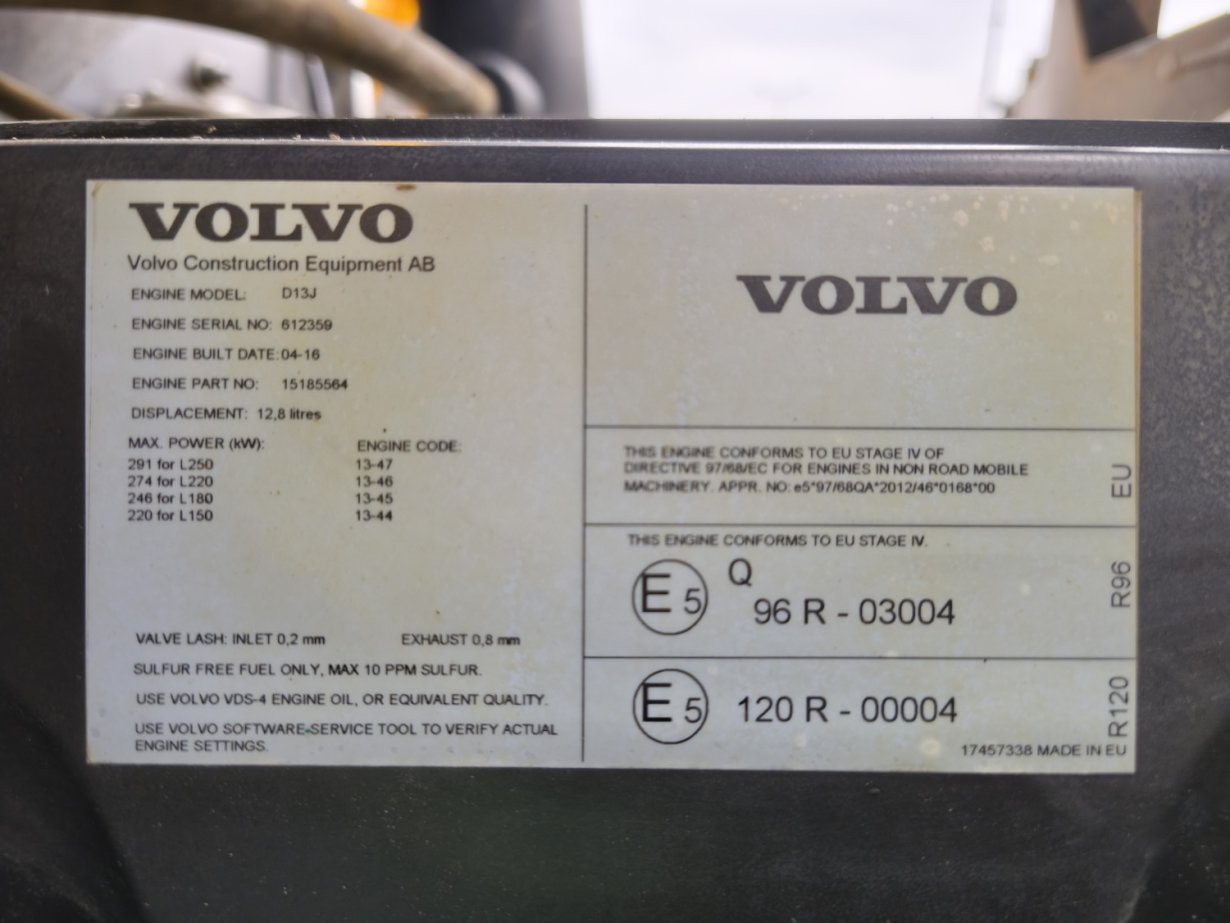 VOLVO
Volvo Construction Equipment AB
ENGINE MODEL: D13J
ENGINE SERIAL NO: 612359
ENGINE BUILT DATE: 04-16
ENGINE PART NO: 15185564
DISPLACEMENT: 12,8 litres
MAX. POWER (kW): ENGINE CODE:
291 for L250 13-47
274 for L220 13-46
246 for L180 13-45
220 for L150 13-44
VALVE LASH: INLET 0,2 mm EXHAUST 0,8 mm
SULFUR FREE FUEL ONLY, MAX 10 PPM SULFUR.
USE VOLVO VDS-4 ENGINE OIL, OR EQUIVALENT QUALITY.
USE VOLVO SOFTWARE-SERVICE TOOL TO VERIFY ACTUAL
ENGINE SETTINGS.
VOLVO
THIS ENGINE CONFORMS TO EU STAGE IV OF
DIRECTIVE 97/68/EC FOR ENGINES IN NON ROAD MOBILE
MACHINERY. APPR. NO: e5*97/68QA*2012/46*0168*00
EU
THIS ENGINE CONFORMS TO EU STAGE IV.
E5 Q
96 R - 03004
R96
E5 120 R - 00004
R120
17457338 MADE IN EU